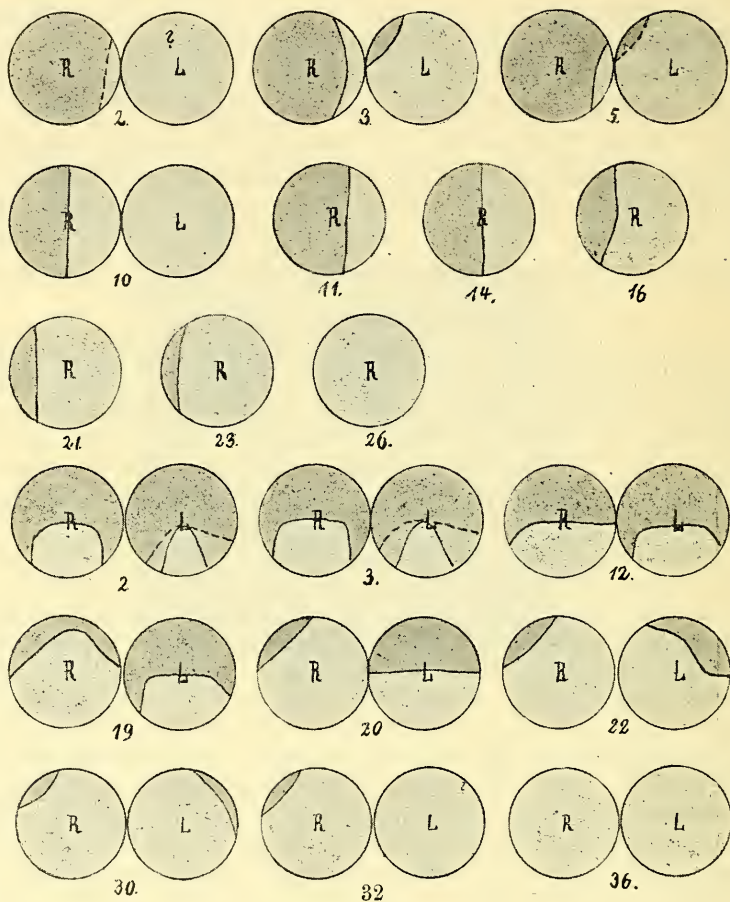 R ? L R L R L
2. 3. 5.
R L R R R
10 11. 14. 16
R R R
21. 23. 26.
R L R L R L
2 3. 12.
R L R L R L
19 20 22
R L R L R L
30. 32 36.